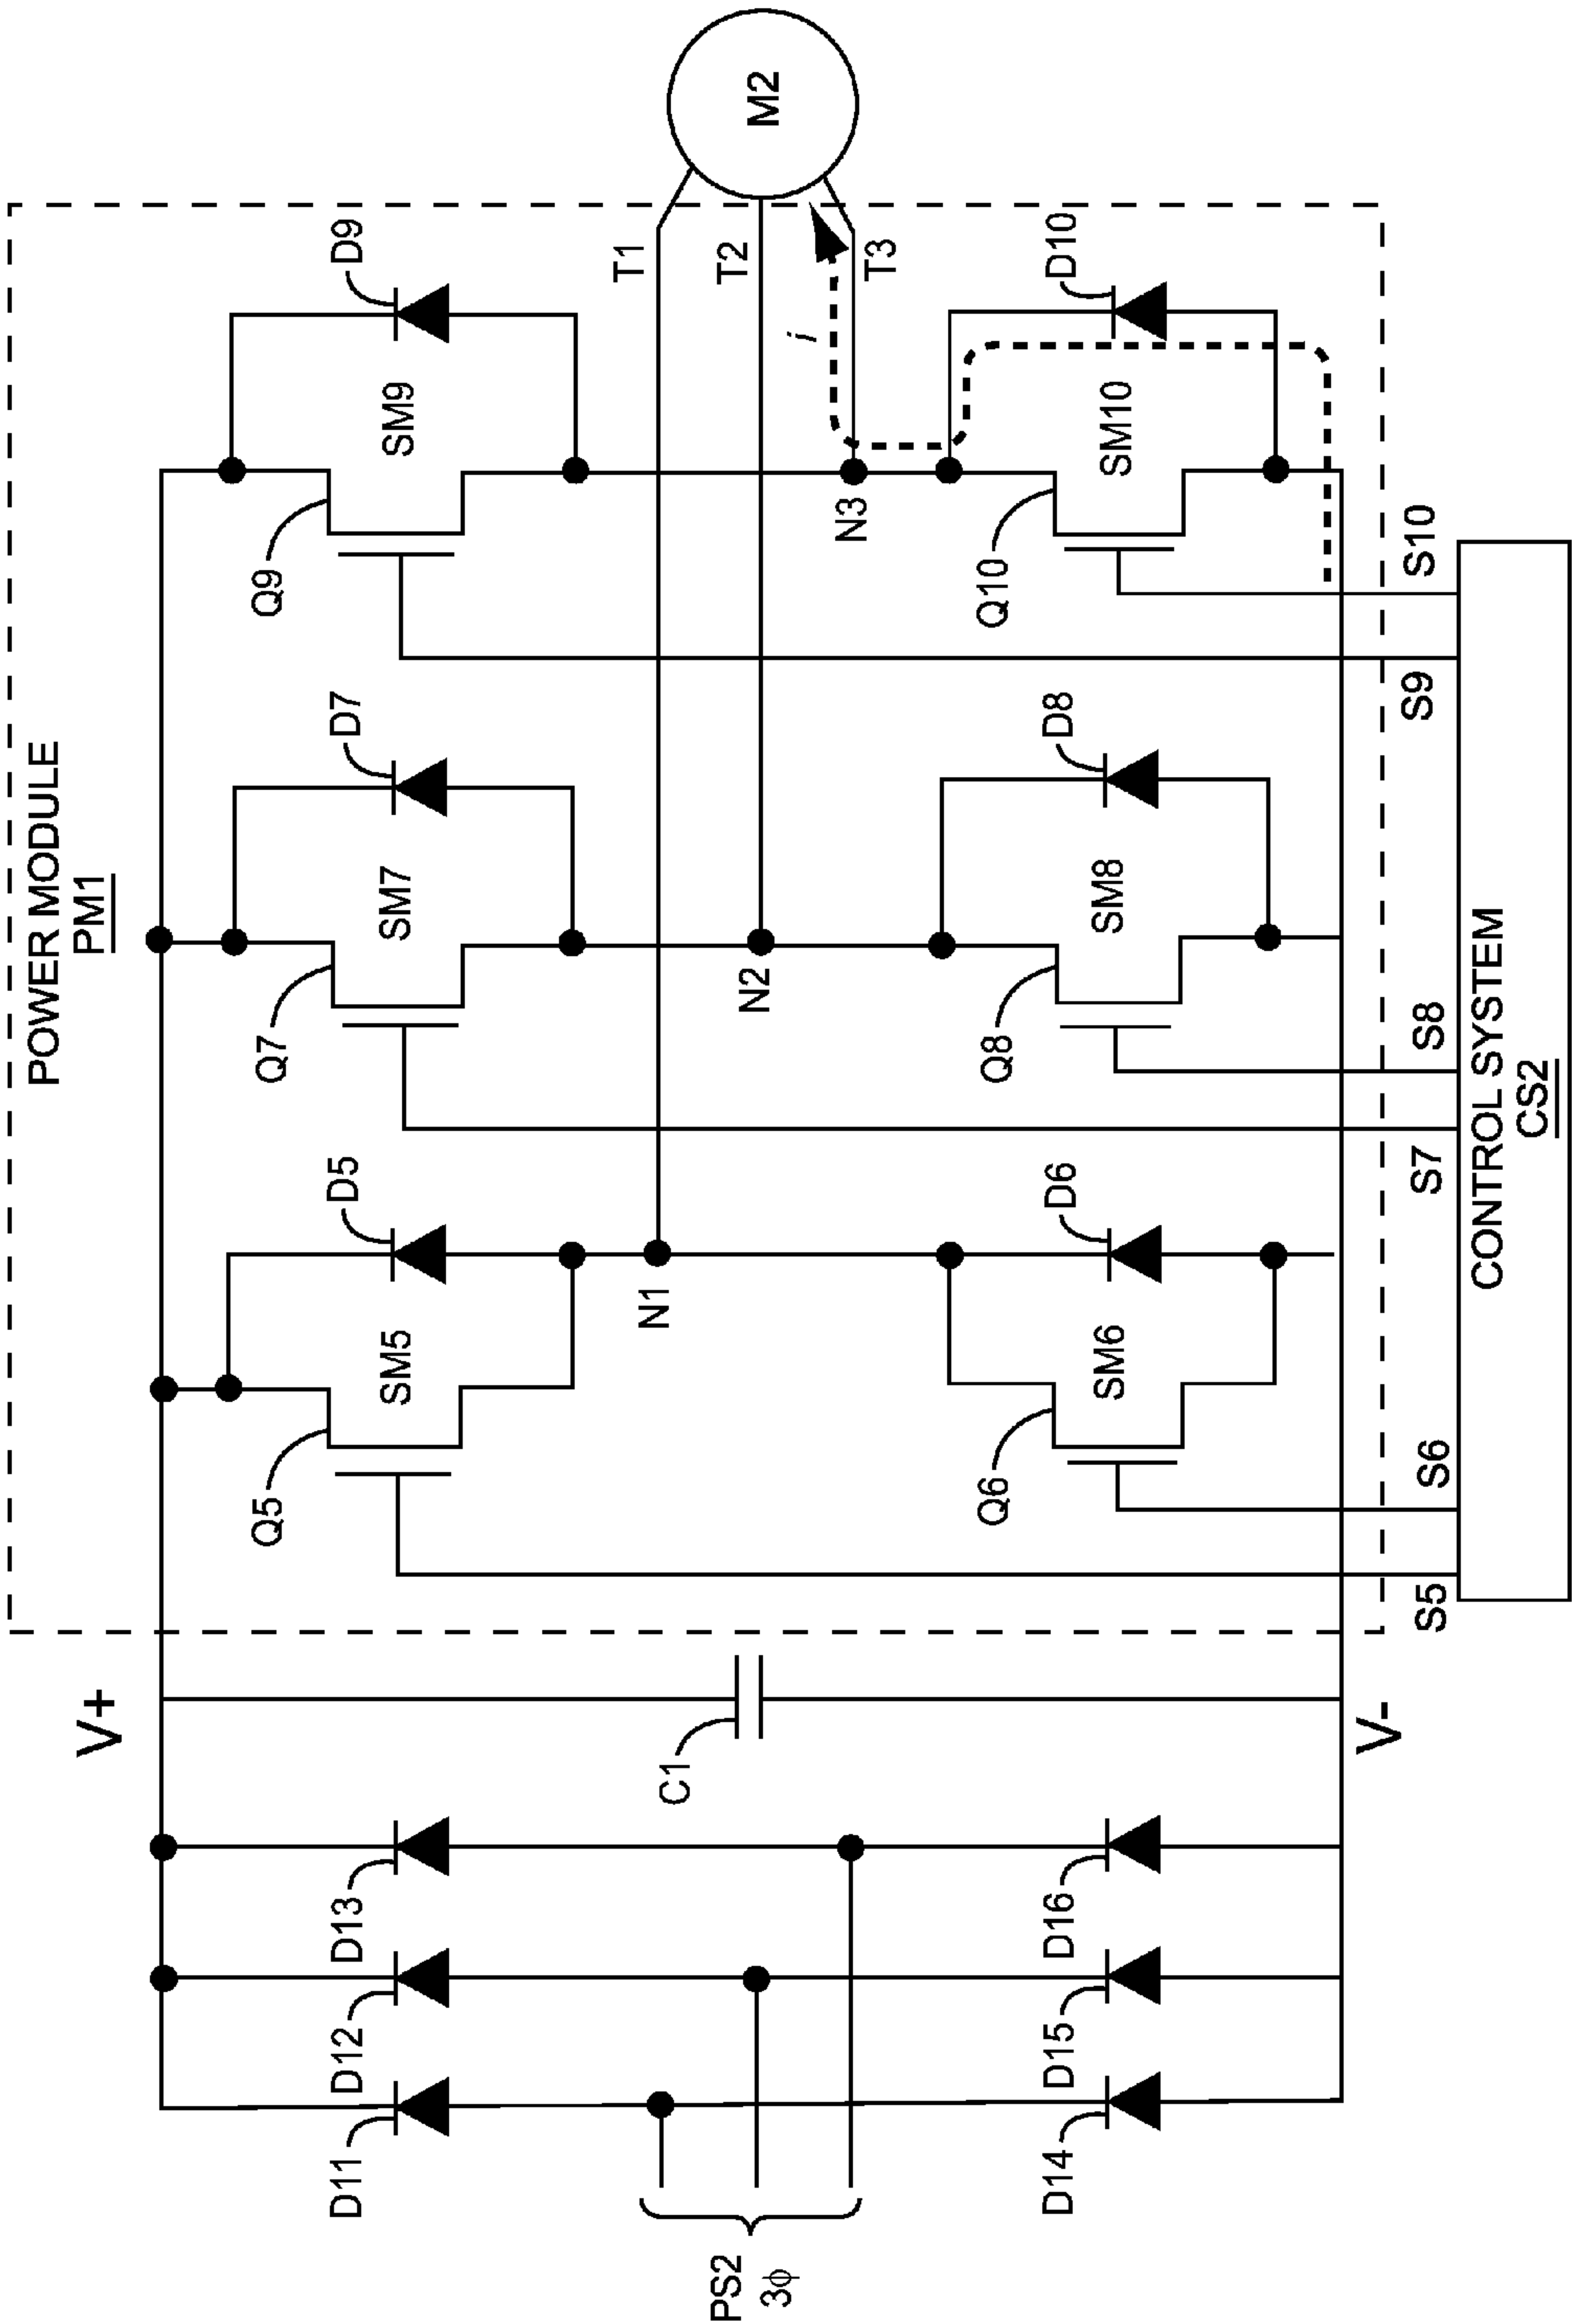 POWER MODULE
PM1
V+
D11
D12
D13
C1
PS2
3ϕ
D14
D15
D16
V-
Q5
SM5
D5
N1
Q6
SM6
D6
Q7
SM7
D7
N2
Q8
SM8
D8
Q9
SM9
D9
N3
Q10
SM10
D10
T1
T2
T3
i
M2
S5
S6
S7
S8
S9
S10
CONTROL SYSTEM
CS2